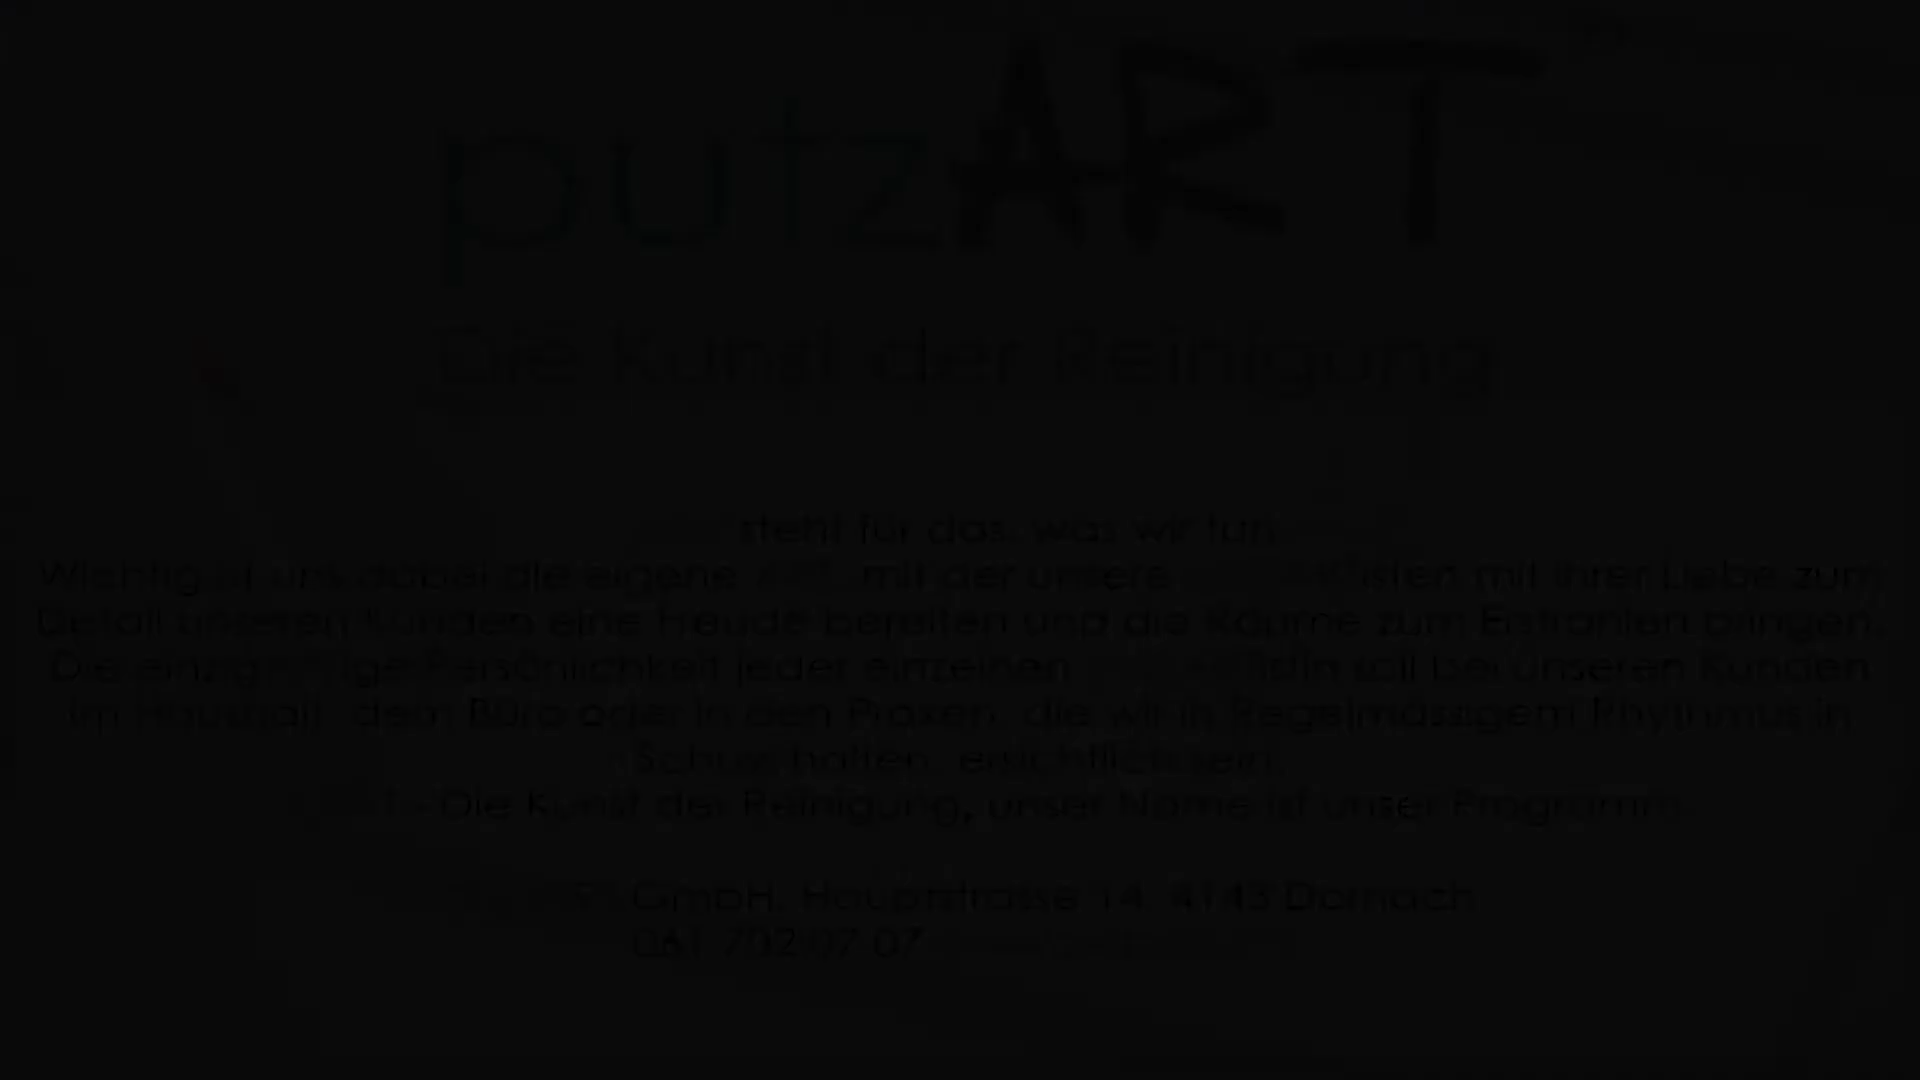 putzART
Die Kunst der Reinigung
steht für das, was wir tun
Wichtig ist uns dabei die eigene mit der unsere isten mit ihrer Liebe zum
Detail unseren Kunden eine Freude bereiten und die Räume zum Erstrahlen bringen.
Die Persönlichkeit jeder einzelnen istin soll bei unseren Kunden
im Haushalt, dem Büro oder in den Praxen, die wir in Regelmässigem Rhythmus in
Schuss halten, ersichtlich sein.
- Die Kunst der Reinigung, unser Name ist unser Programm
GmbH, Hauptstrasse 14, 4143 Dornach
061 702 07 07